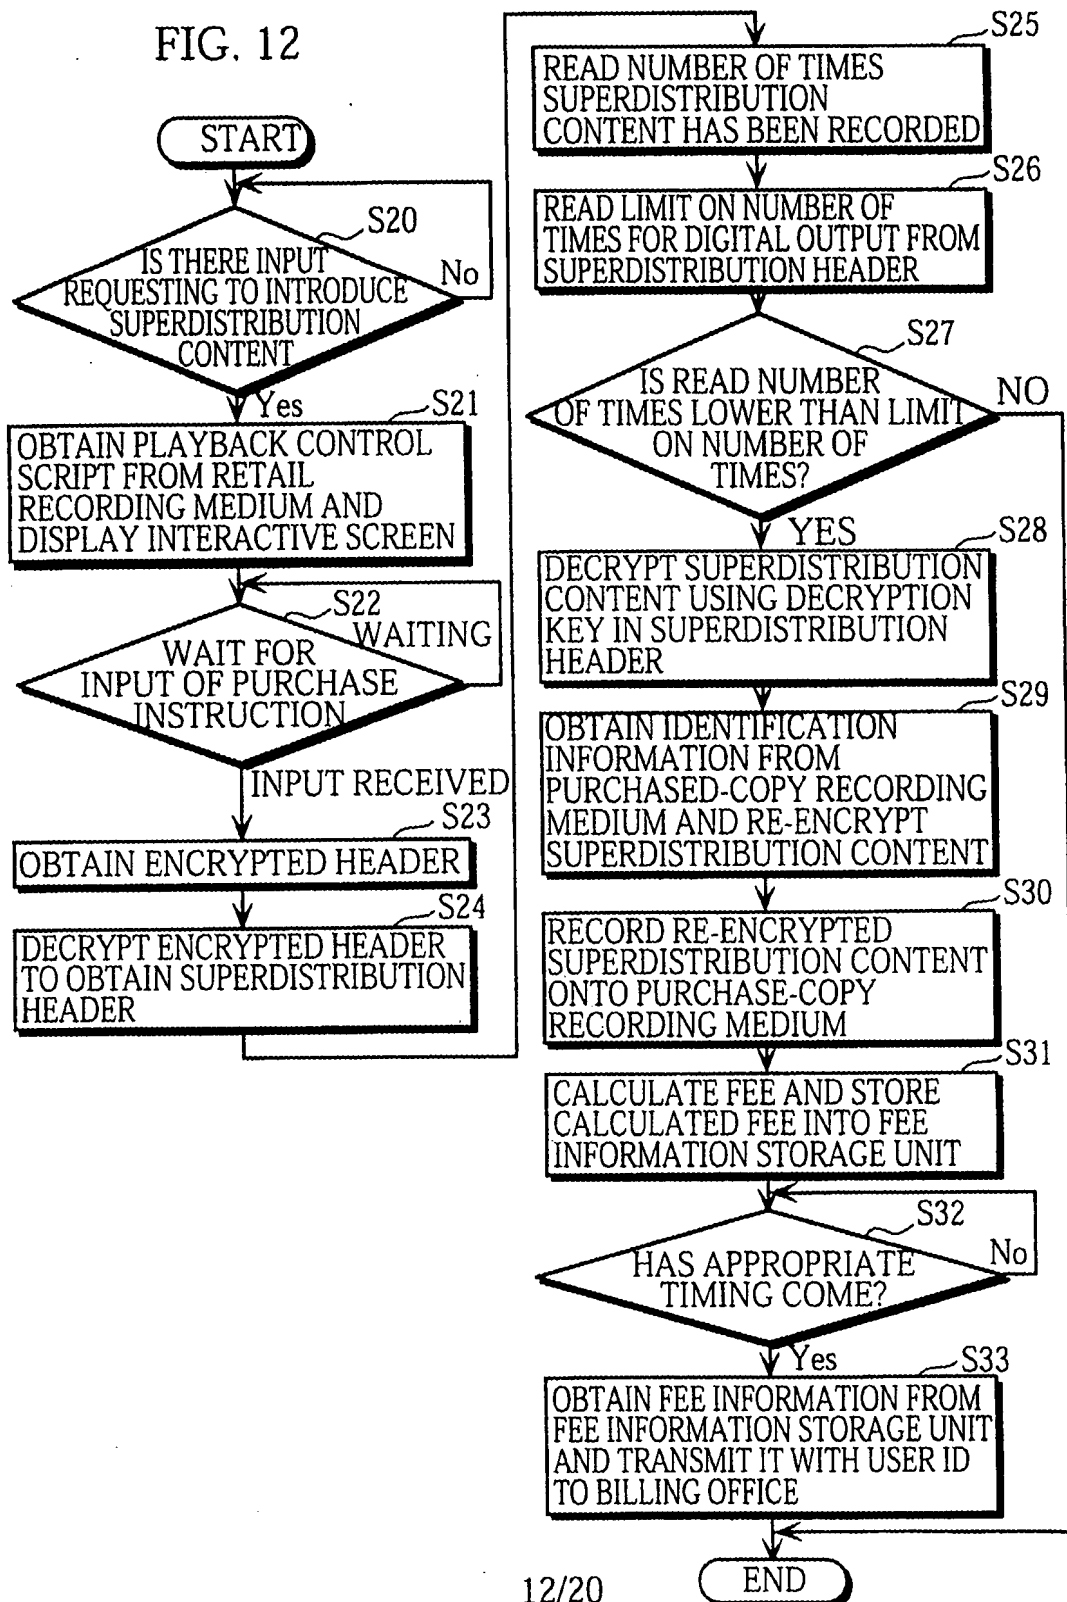 FIG. 12
START
S20
IS THERE INPUT
REQUESTING TO INTRODUCE
SUPERDISTRIBUTION
CONTENT
No
Yes
S21
OBTAIN PLAYBACK CONTROL
SCRIPT FROM RETAIL
RECORDING MEDIUM AND
DISPLAY INTERACTIVE SCREEN
S22
WAITING
WAIT FOR
INPUT OF PURCHASE
INSTRUCTION
INPUT RECEIVED
S23
OBTAIN ENCRYPTED HEADER
S24
DECRYPT ENCRYPTED HEADER
TO OBTAIN SUPERDISTRIBUTION
HEADER
S25
READ NUMBER OF TIMES
SUPERDISTRIBUTION
CONTENT HAS BEEN RECORDED
S26
READ LIMIT ON NUMBER OF
TIMES FOR DIGITAL OUTPUT FROM
SUPERDISTRIBUTION HEADER
S27
IS READ NUMBER
OF TIMES LOWER THAN LIMIT
ON NUMBER OF
TIMES?
NO
YES
S28
DECRYPT SUPERDISTRIBUTION
CONTENT USING DECRYPTION
KEY IN SUPERDISTRIBUTION
HEADER
S29
OBTAIN IDENTIFICATION
INFORMATION FROM
PURCHASED-COPY RECORDING
MEDIUM AND RE-ENCRYPT
SUPERDISTRIBUTION CONTENT
S30
RECORD RE-ENCRYPTED
SUPERDISTRIBUTION CONTENT
ONTO PURCHASE-COPY
RECORDING MEDIUM
S31
CALCULATE FEE AND STORE
CALCULATED FEE INTO FEE
INFORMATION STORAGE UNIT
S32
HAS APPROPRIATE
TIMING COME?
No
Yes
S33
OBTAIN FEE INFORMATION FROM
FEE INFORMATION STORAGE UNIT
AND TRANSMIT IT WITH USER ID
TO BILLING OFFICE
END
12/20